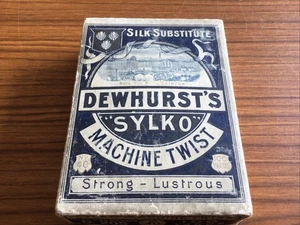 SILK SUBSTITUTE
DEWHURST'S
"SYLKO"
MACHINE TWIST
Strong - Lustrous